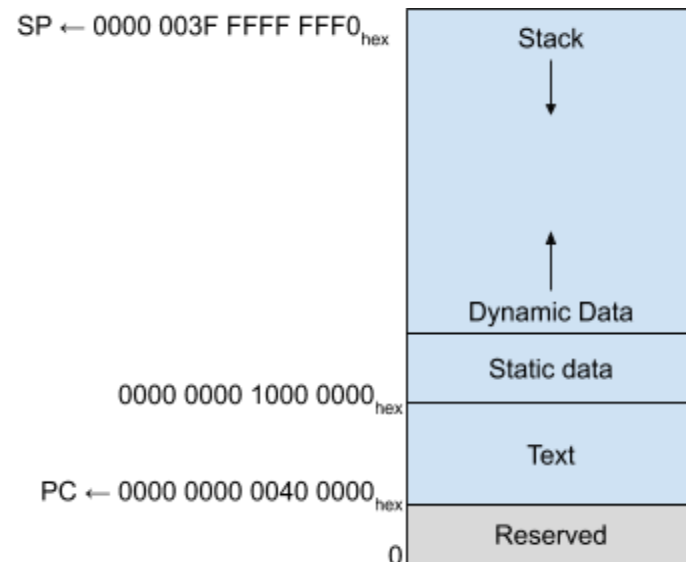 SP ← 0000 003F FFFF FFF0hex
Stack
Dynamic Data
Static data
0000 0000 1000 0000hex
Text
PC ← 0000 0000 0040 0000hex
Reserved
0